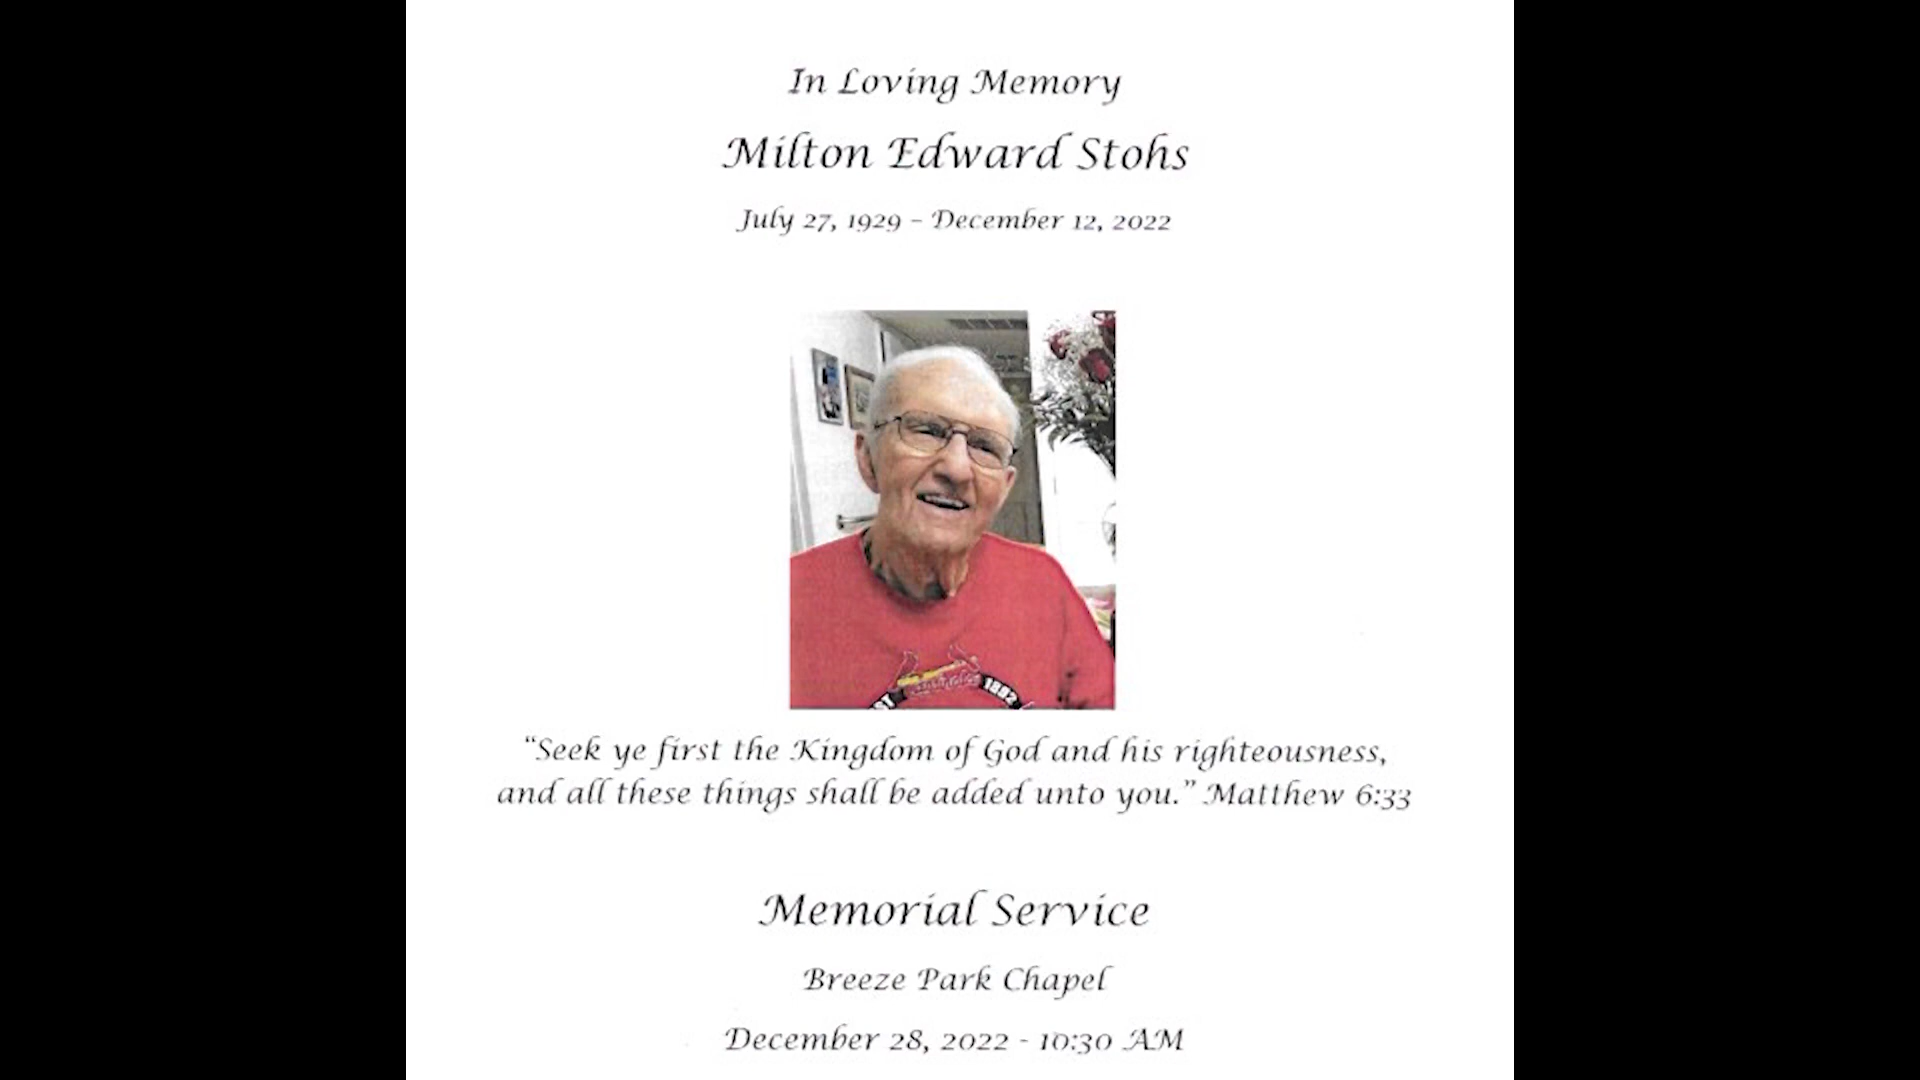 In Loving Memory
Milton Edward Stohs
July 27, 1929 – December 12, 2022
EST 1882
“Seek ye first the Kingdom of God and his righteousness,
and all these things shall be added unto you.” Matthew 6:33
Memorial Service
Breeze Park Chapel
December 28, 2022 - 10:30 AM